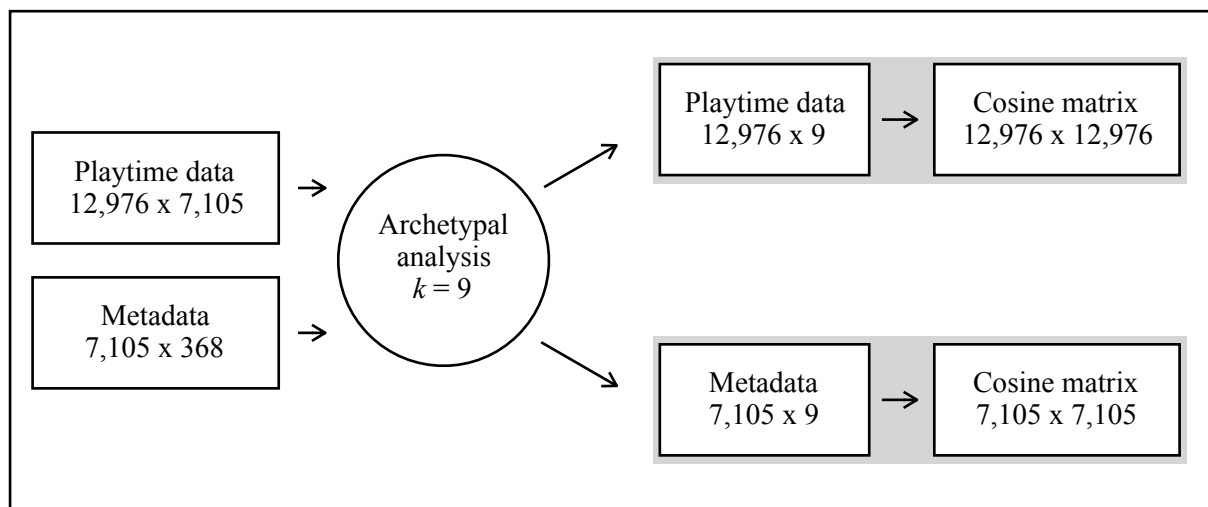 Playtime data
12,976 x 7,105
Metadata
7,105 x 368
Archetypal
analysis
k = 9
Playtime data
12,976 x 9
Cosine matrix
12,976 x 12,976
Metadata
7,105 x 9
Cosine matrix
7,105 x 7,105